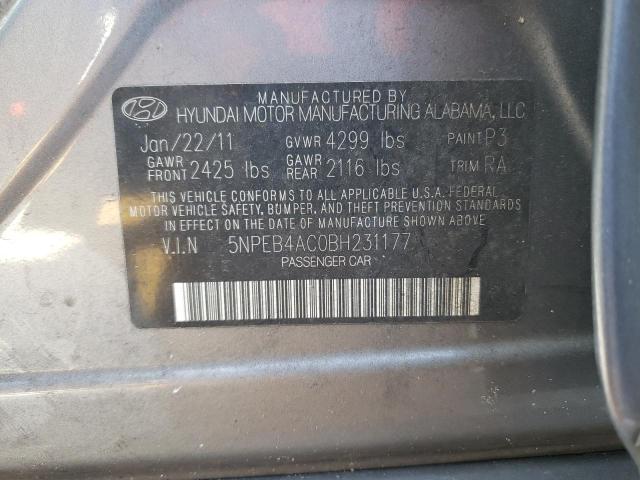 MANUFACTURED BY
HYUNDAI MOTOR MANUFACTURING ALABAMA, LLC
Jan/22/11 GVWR 4299 lbs PAINT P3
GAWR FRONT 2425 lbs GAWR REAR 2116 lbs TRIM RA
THIS VEHICLE CONFORMS TO ALL APPLICABLE U.S.A. FEDERAL
MOTOR VEHICLE SAFETY, BUMPER, AND THEFT PREVENTION STANDARDS
IN EFFECT ON THE DATE OF MANUFACTURE SHOWN ABOVE.
V.I.N 5NPEB4AC0BH231177
PASSENGER CAR